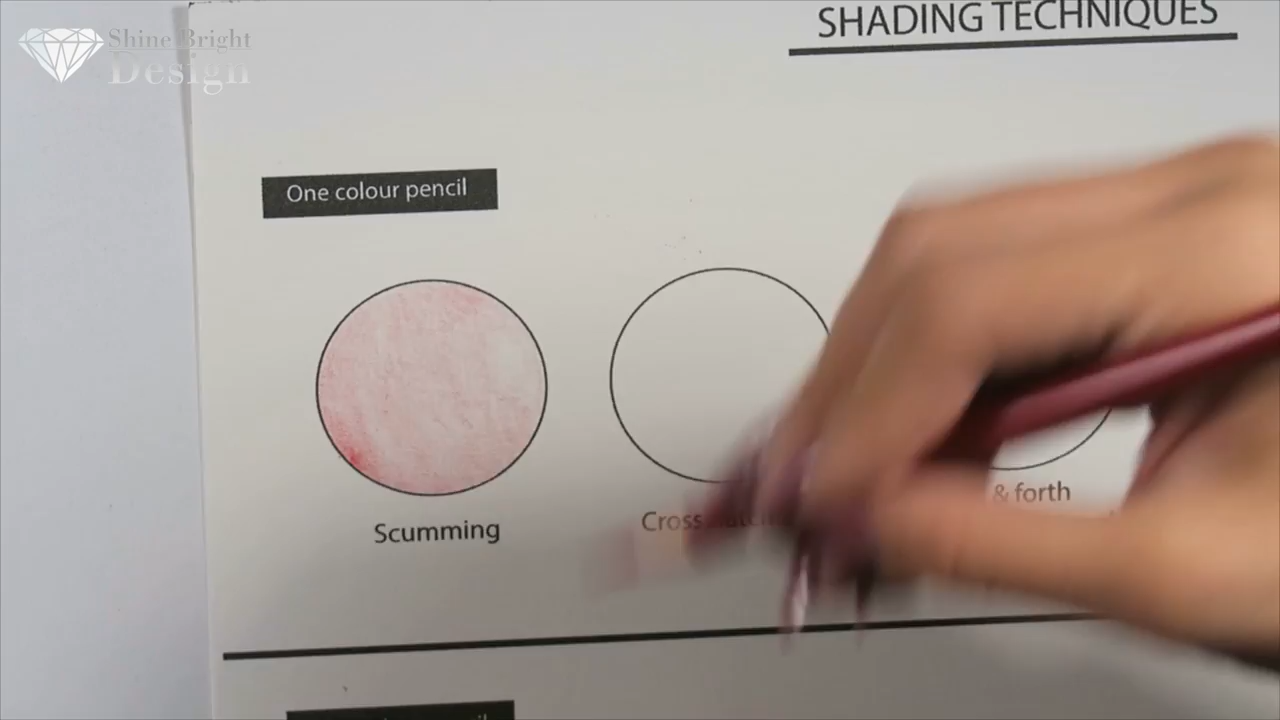 Shine Bright
Design
SHADING TECHNIQUES
One colour pencil
Scumming
Cross
& forth